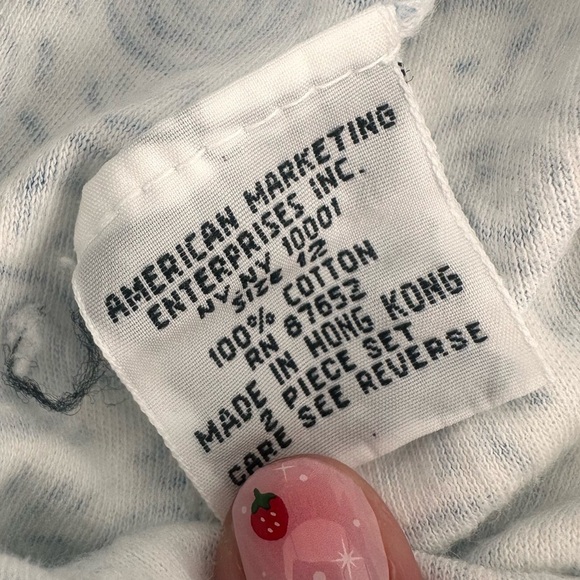 AMERICAN MARKETING
ENTERPRISES INC.
NY, NY 10001
SIZE 12
100% COTTON
RN 87652
MADE IN HONG KONG
2 PIECE SET
CARE SEE REVERSE